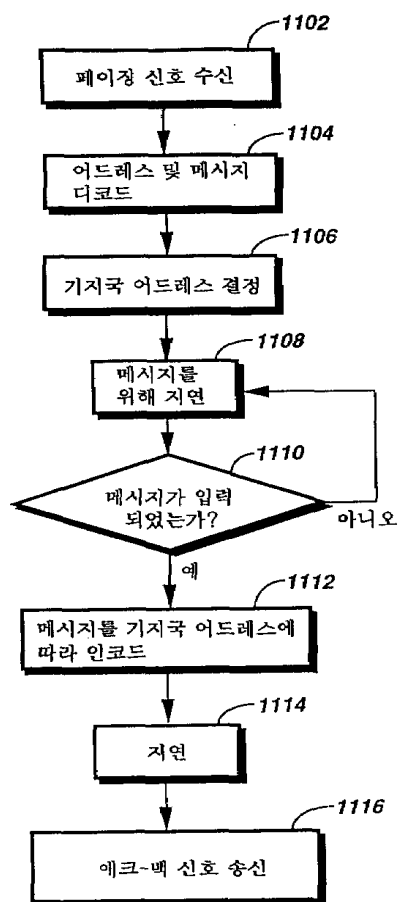 1102
페이징 신호 수신
1104
어드레스 및 메시지
디코드
1106
기지국 어드레스 결정
1108
메시지를
위해 지연
1110
메시지가 입력
되었는가?
아니오
예
1112
메시지를 기지국 어드레스에
따라 인코드
1114
지연
1116
애크-백 신호 송신